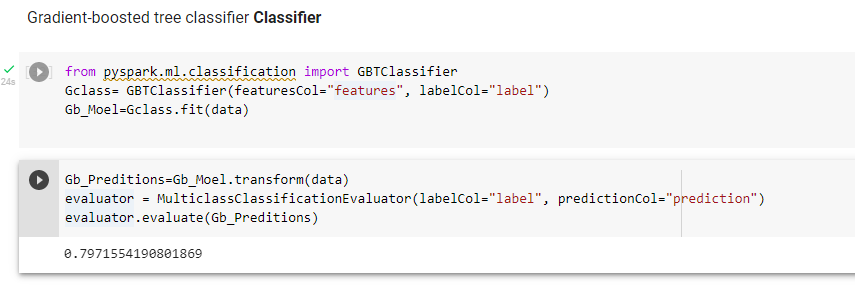 Gradient-boosted tree classifier Classifier
24s
from pyspark.ml.classification import GBTClassifier
Gclass= GBTClassifier(featuresCol="features", labelCol="label")
Gb_Moel=Gclass.fit(data)
Gb_Preditions=Gb_Moel.transform(data)
evaluator = MulticlassClassificationEvaluator(labelCol="label", predictionCol="prediction")
evaluator.evaluate(Gb_Preditions)
0.7971554190801869